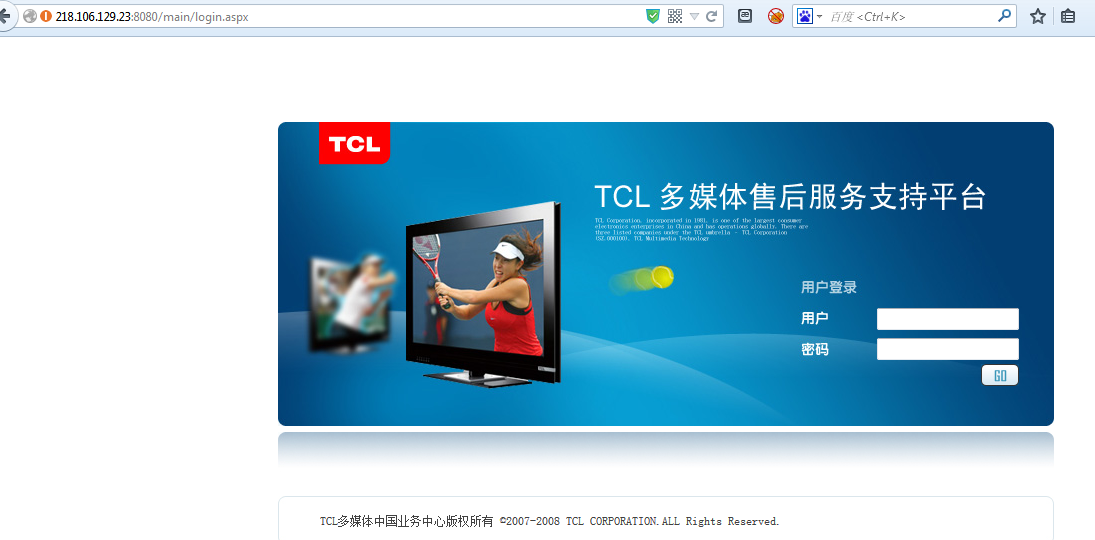 218.106.129.23:8080/main/login.aspx
百度 <Ctrl+K>
TCL
TCL 多媒体售后服务支持平台
TCL Corporation, incorporated in 1981, is one of the largest consumer
electronics enterprises in China and has operations globally. There are
three listed companies under the TCL umbrella - TCL Corporation
(SZ.000100), TCL Multimedia Technology
用户登录
用户
密码
GO
TCL多媒体中国业务中心版权所有 ©2007-2008 TCL CORPORATION.ALL Rights Reserved.